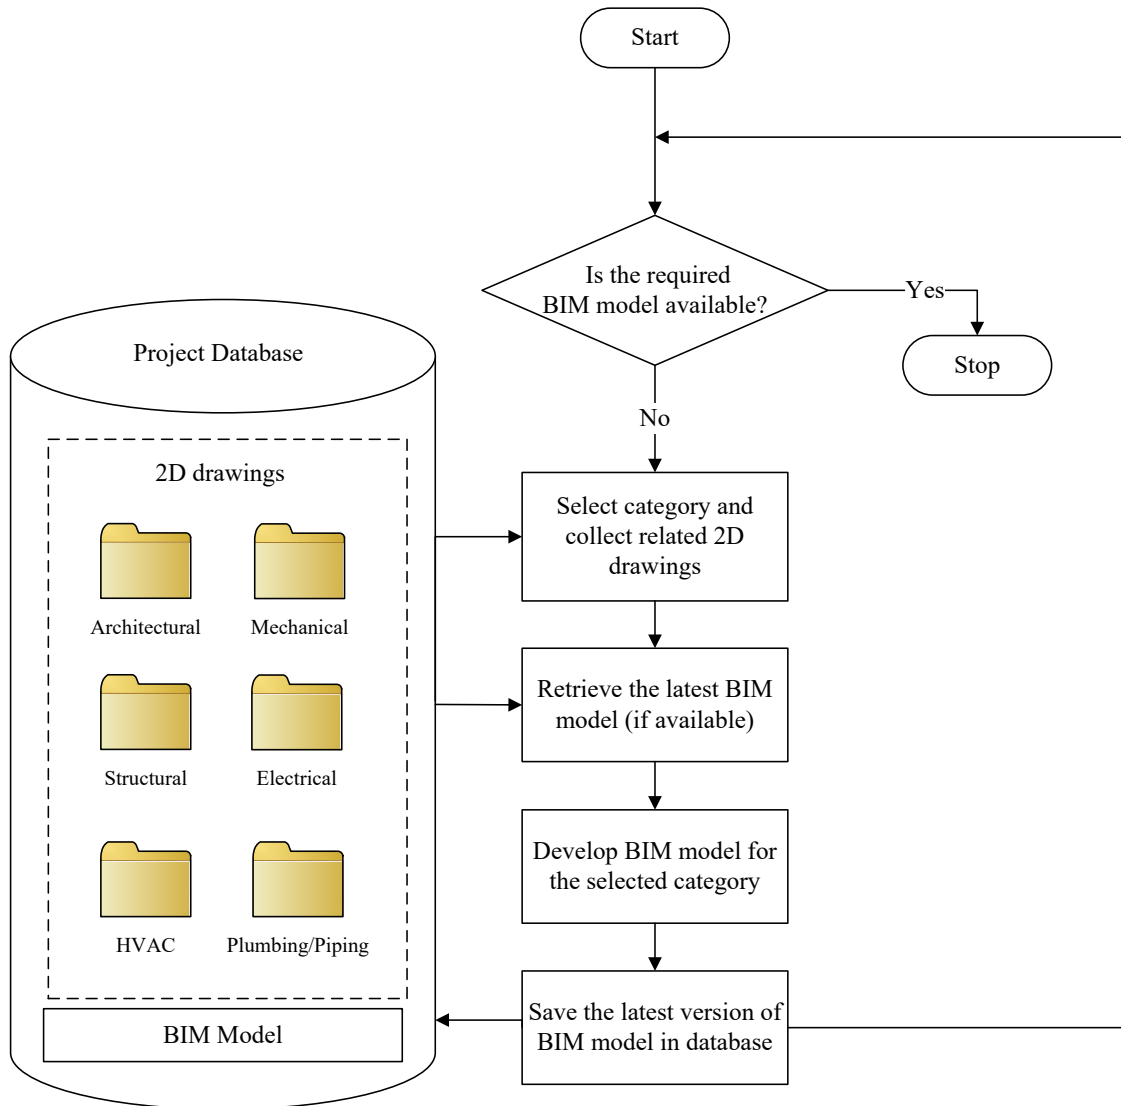 Start
Is the required
BIM model available?
Yes
Stop
No
Project Database
2D drawings
Architectural
Mechanical
Structural
Electrical
HVAC
Plumbing/Piping
BIM Model
Select category and
collect related 2D
drawings
Retrieve the latest BIM
model (if available)
Develop BIM model for
the selected category
Save the latest version of
BIM model in database